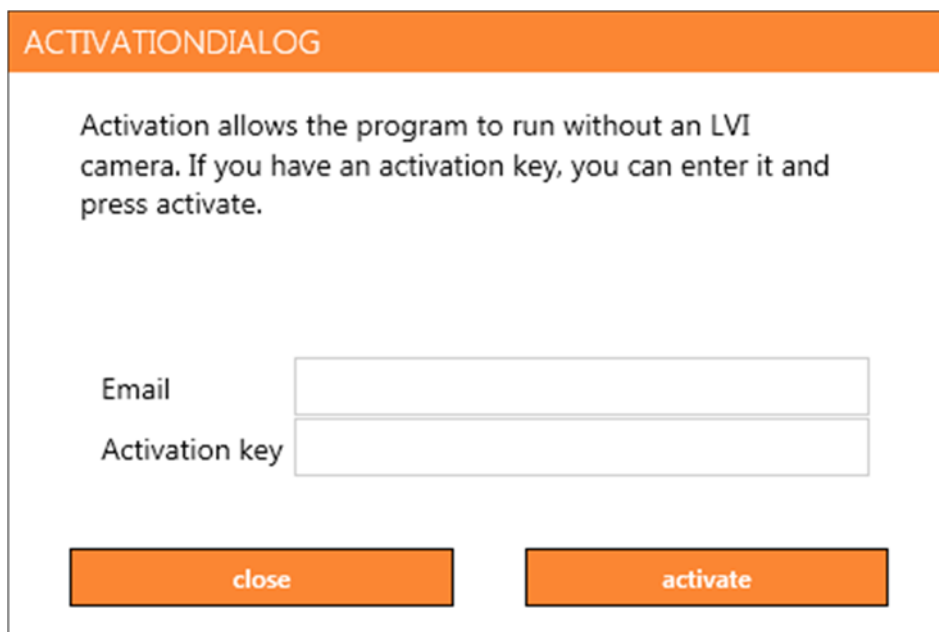 ACTIVATIONDIALOG
Activation allows the program to run without an LVI
camera. If you have an activation key, you can enter it and
press activate.
Email
Activation key
close
activate